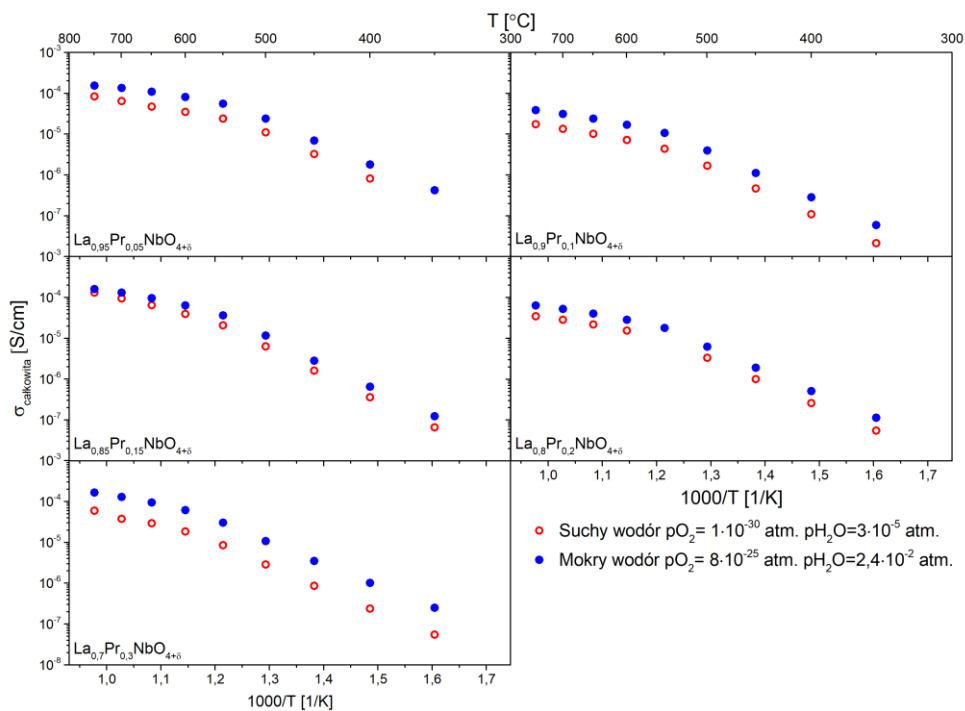 T [°C]
800 700 600 500 400 300 700 600 500 400 300
10⁻³
10⁻⁴
10⁻⁵
10⁻⁶
10⁻⁷
10⁻³
10⁻⁴
10⁻⁵
10⁻⁶
10⁻⁷
10⁻³
10⁻⁴
10⁻⁵
10⁻⁶
10⁻⁷
10⁻⁸
σcałkowita [S/cm]
La₀,₉₅Pr₀,₀₅NbO₄₊δ
La₀,₉Pr₀,₁NbO₄₊δ
La₀,₈₅Pr₀,₁₅NbO₄₊δ
La₀,₈Pr₀,₂NbO₄₊δ
1,0 1,1 1,2 1,3 1,4 1,5 1,6 1,7
1000/T [1/K]
Suchy wodór pO₂= 1·10⁻³⁰ atm. pH₂O=3·10⁻⁵ atm.
Mokry wodór pO₂= 8·10⁻²⁵ atm. pH₂O=2,4·10⁻² atm.
La₀,₇Pr₀,₃NbO₄₊δ
1,0 1,1 1,2 1,3 1,4 1,5 1,6 1,7
1000/T [1/K]